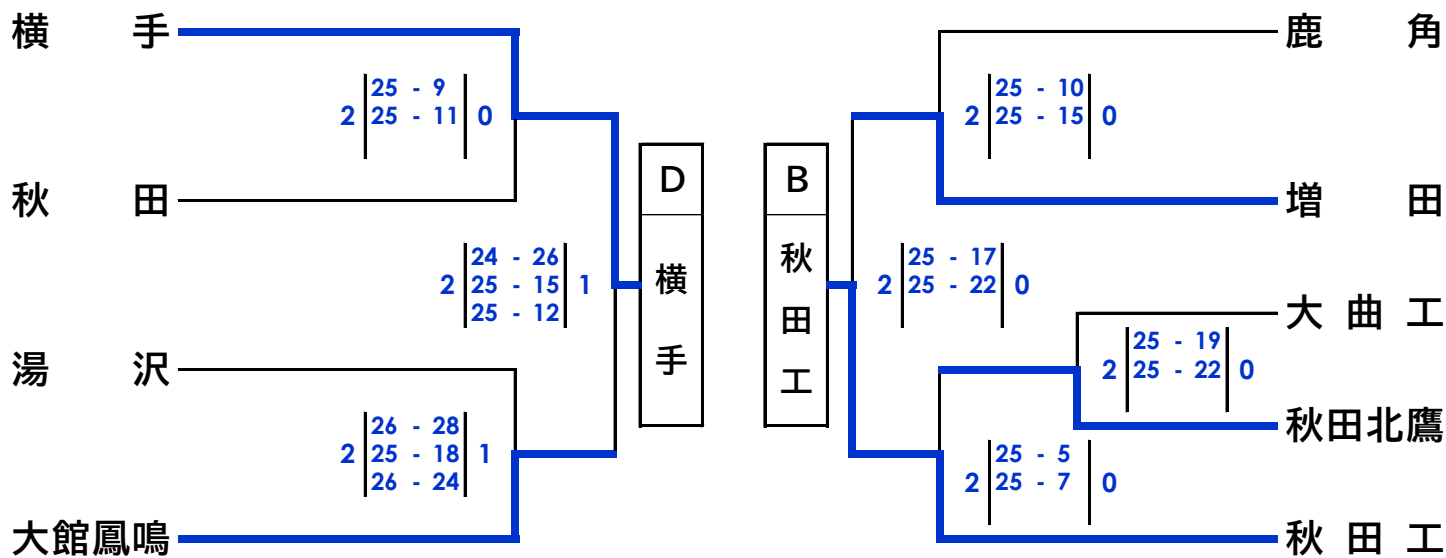 横手
秋田
湯沢
大館鳳鳴
25 - 9
2 25 - 11 0
24 - 26
2 25 - 15 1
25 - 12
26 - 28
2 25 - 18 1
26 - 24
D
横手
B
秋田工
25 - 10
2 25 - 15 0
25 - 17
2 25 - 22 0
25 - 19
2 25 - 22 0
25 - 5
2 25 - 7 0
鹿角
増田
大曲工
秋田北鷹
秋田工